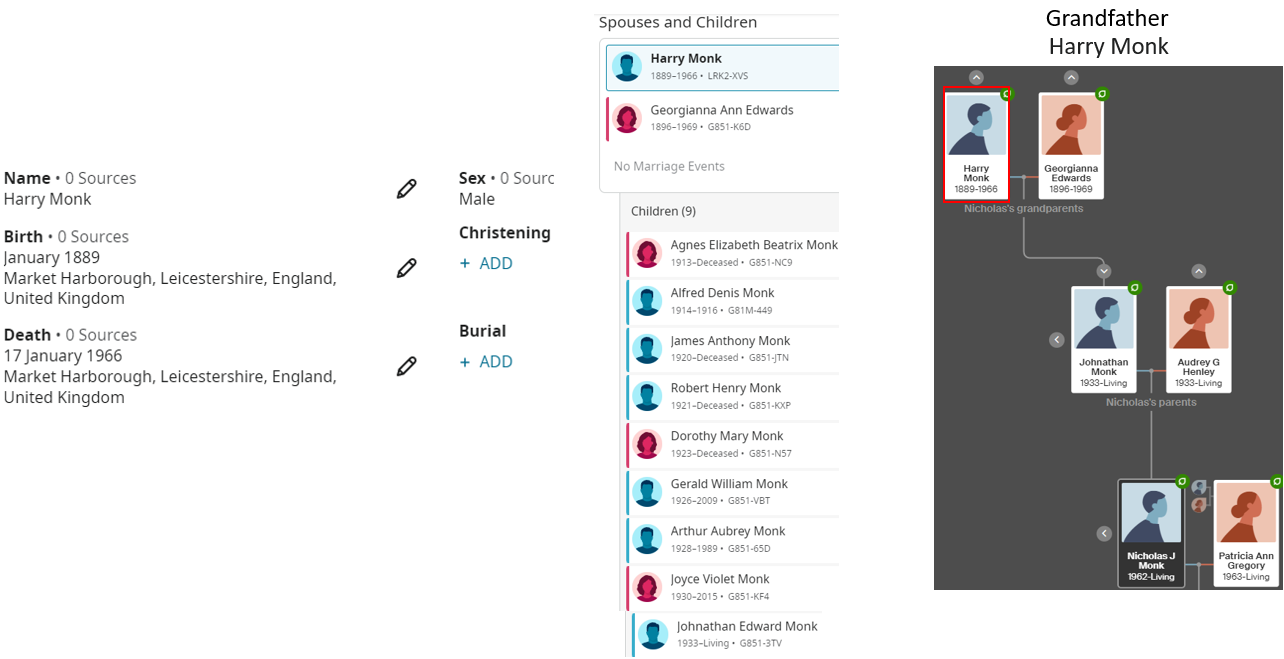 Name • 0 Sources
Harry Monk
Birth • 0 Sources
January 1889
Market Harborough, Leicestershire, England,
United Kingdom
Death • 0 Sources
17 January 1966
Market Harborough, Leicestershire, England,
United Kingdom
Sex • 0 Sourc
Male
Christening
+ ADD
Burial
+ ADD
Spouses and Children
Harry Monk
1889–1966 • LRK2-XVS
Georgianna Ann Edwards
1896–1969 • G851-K6D
No Marriage Events
Children (9)
Agnes Elizabeth Beatrix Monk
1913–Deceased • G851-NC9
Alfred Denis Monk
1914–1916 • G81M-449
James Anthony Monk
1920–Deceased • G851-JTN
Robert Henry Monk
1921–Deceased • G851-KXP
Dorothy Mary Monk
1923–Deceased • G851-N57
Gerald William Monk
1926–2009 • G851-VBT
Arthur Aubrey Monk
1928–1989 • G851-65D
Joyce Violet Monk
1930–2015 • G851-KF4
Johnathan Edward Monk
1933–Living • G851-3TV
Grandfather
Harry Monk
Harry
Monk
1889-1966
Georgianna
Edwards
1896-1969
Nicholas's grandparents
Johnathan
Monk
1933-Living
Audrey G
Henley
1933-Living
Nicholas's parents
Nicholas J
Monk
1962-Living
Patricia Ann
Gregory
1963-Living